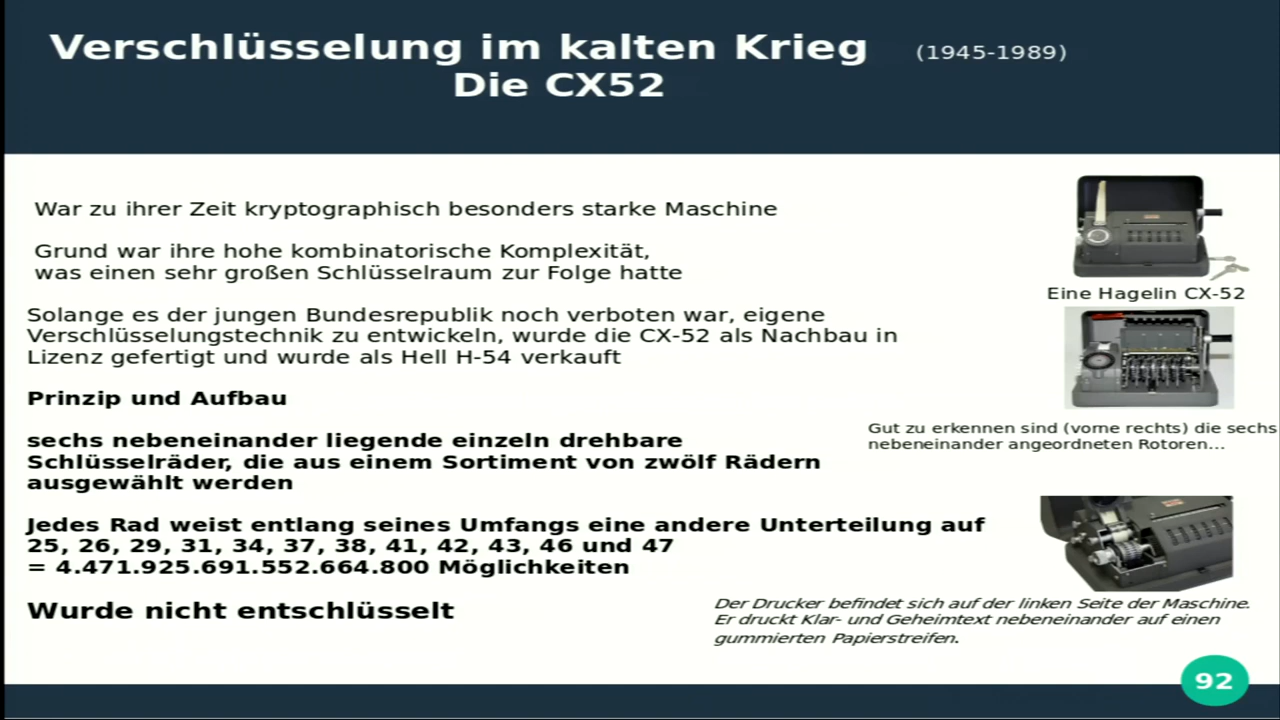 Verschlüsselung im kalten Krieg (1945-1989)
Die CX52
War zu ihrer Zeit kryptographisch besonders starke Maschine
Grund war ihre hohe kombinatorische Komplexität,
was einen sehr großen Schlüsselraum zur Folge hatte
Solange es der jungen Bundesrepublik noch verboten war, eigene
Verschlüsselungstechnik zu entwickeln, wurde die CX-52 als Nachbau in
Lizenz gefertigt und wurde als Hell H-54 verkauft
Prinzip und Aufbau
sechs nebeneinander liegende einzeln drehbare
Schlüsselräder, die aus einem Sortiment von zwölf Rädern
ausgewählt werden
Jedes Rad weist entlang seines Umfangs eine andere Unterteilung auf
25, 26, 29, 31, 34, 37, 38, 41, 42, 43, 46 und 47
= 4.471.925.691.552.664.800 Möglichkeiten
Wurde nicht entschlüsselt
Eine Hagelin CX-52
Gut zu erkennen sind (vorne rechts) die sechs
nebeneinander angeordneten Rotoren...
Der Drucker befindet sich auf der linken Seite der Maschine.
Er druckt Klar- und Geheimtext nebeneinander auf einen
gummierten Papierstreifen.
92